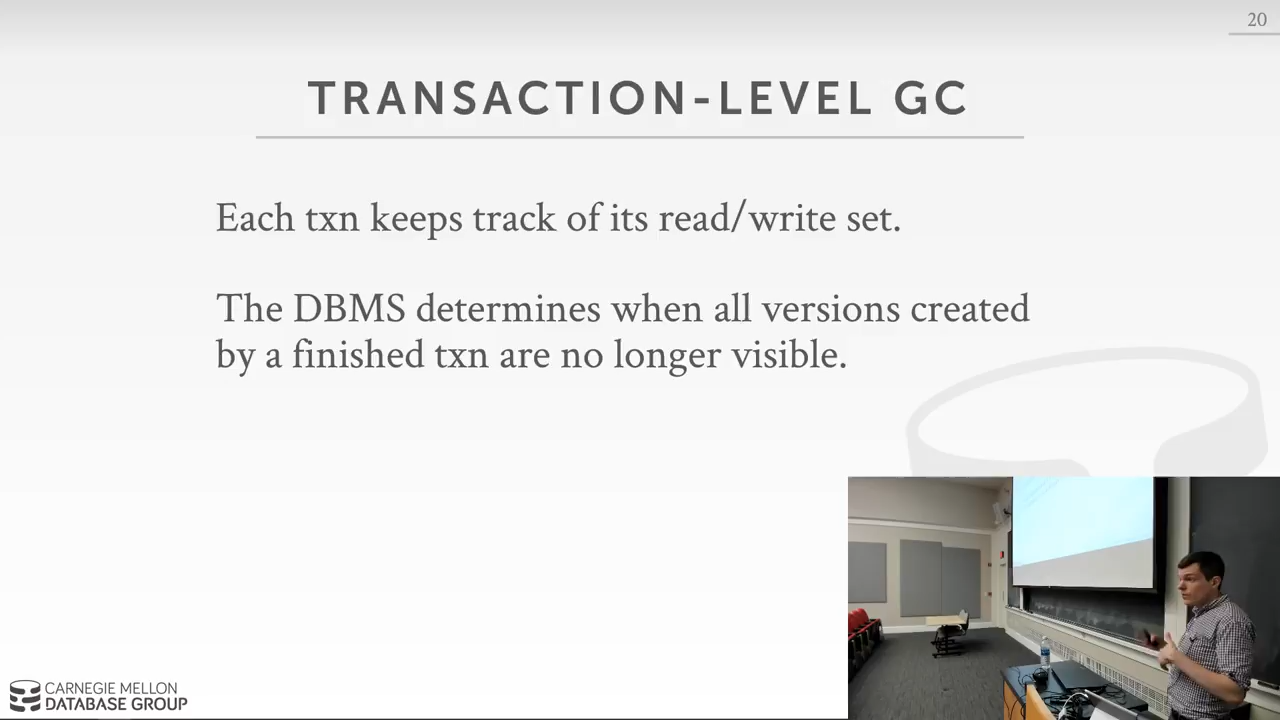 20
TRANSACTION-LEVEL GC
Each txn keeps track of its read/write set.
The DBMS determines when all versions created
by a finished txn are no longer visible.
CARNEGIE MELLON
DATABASE GROUP